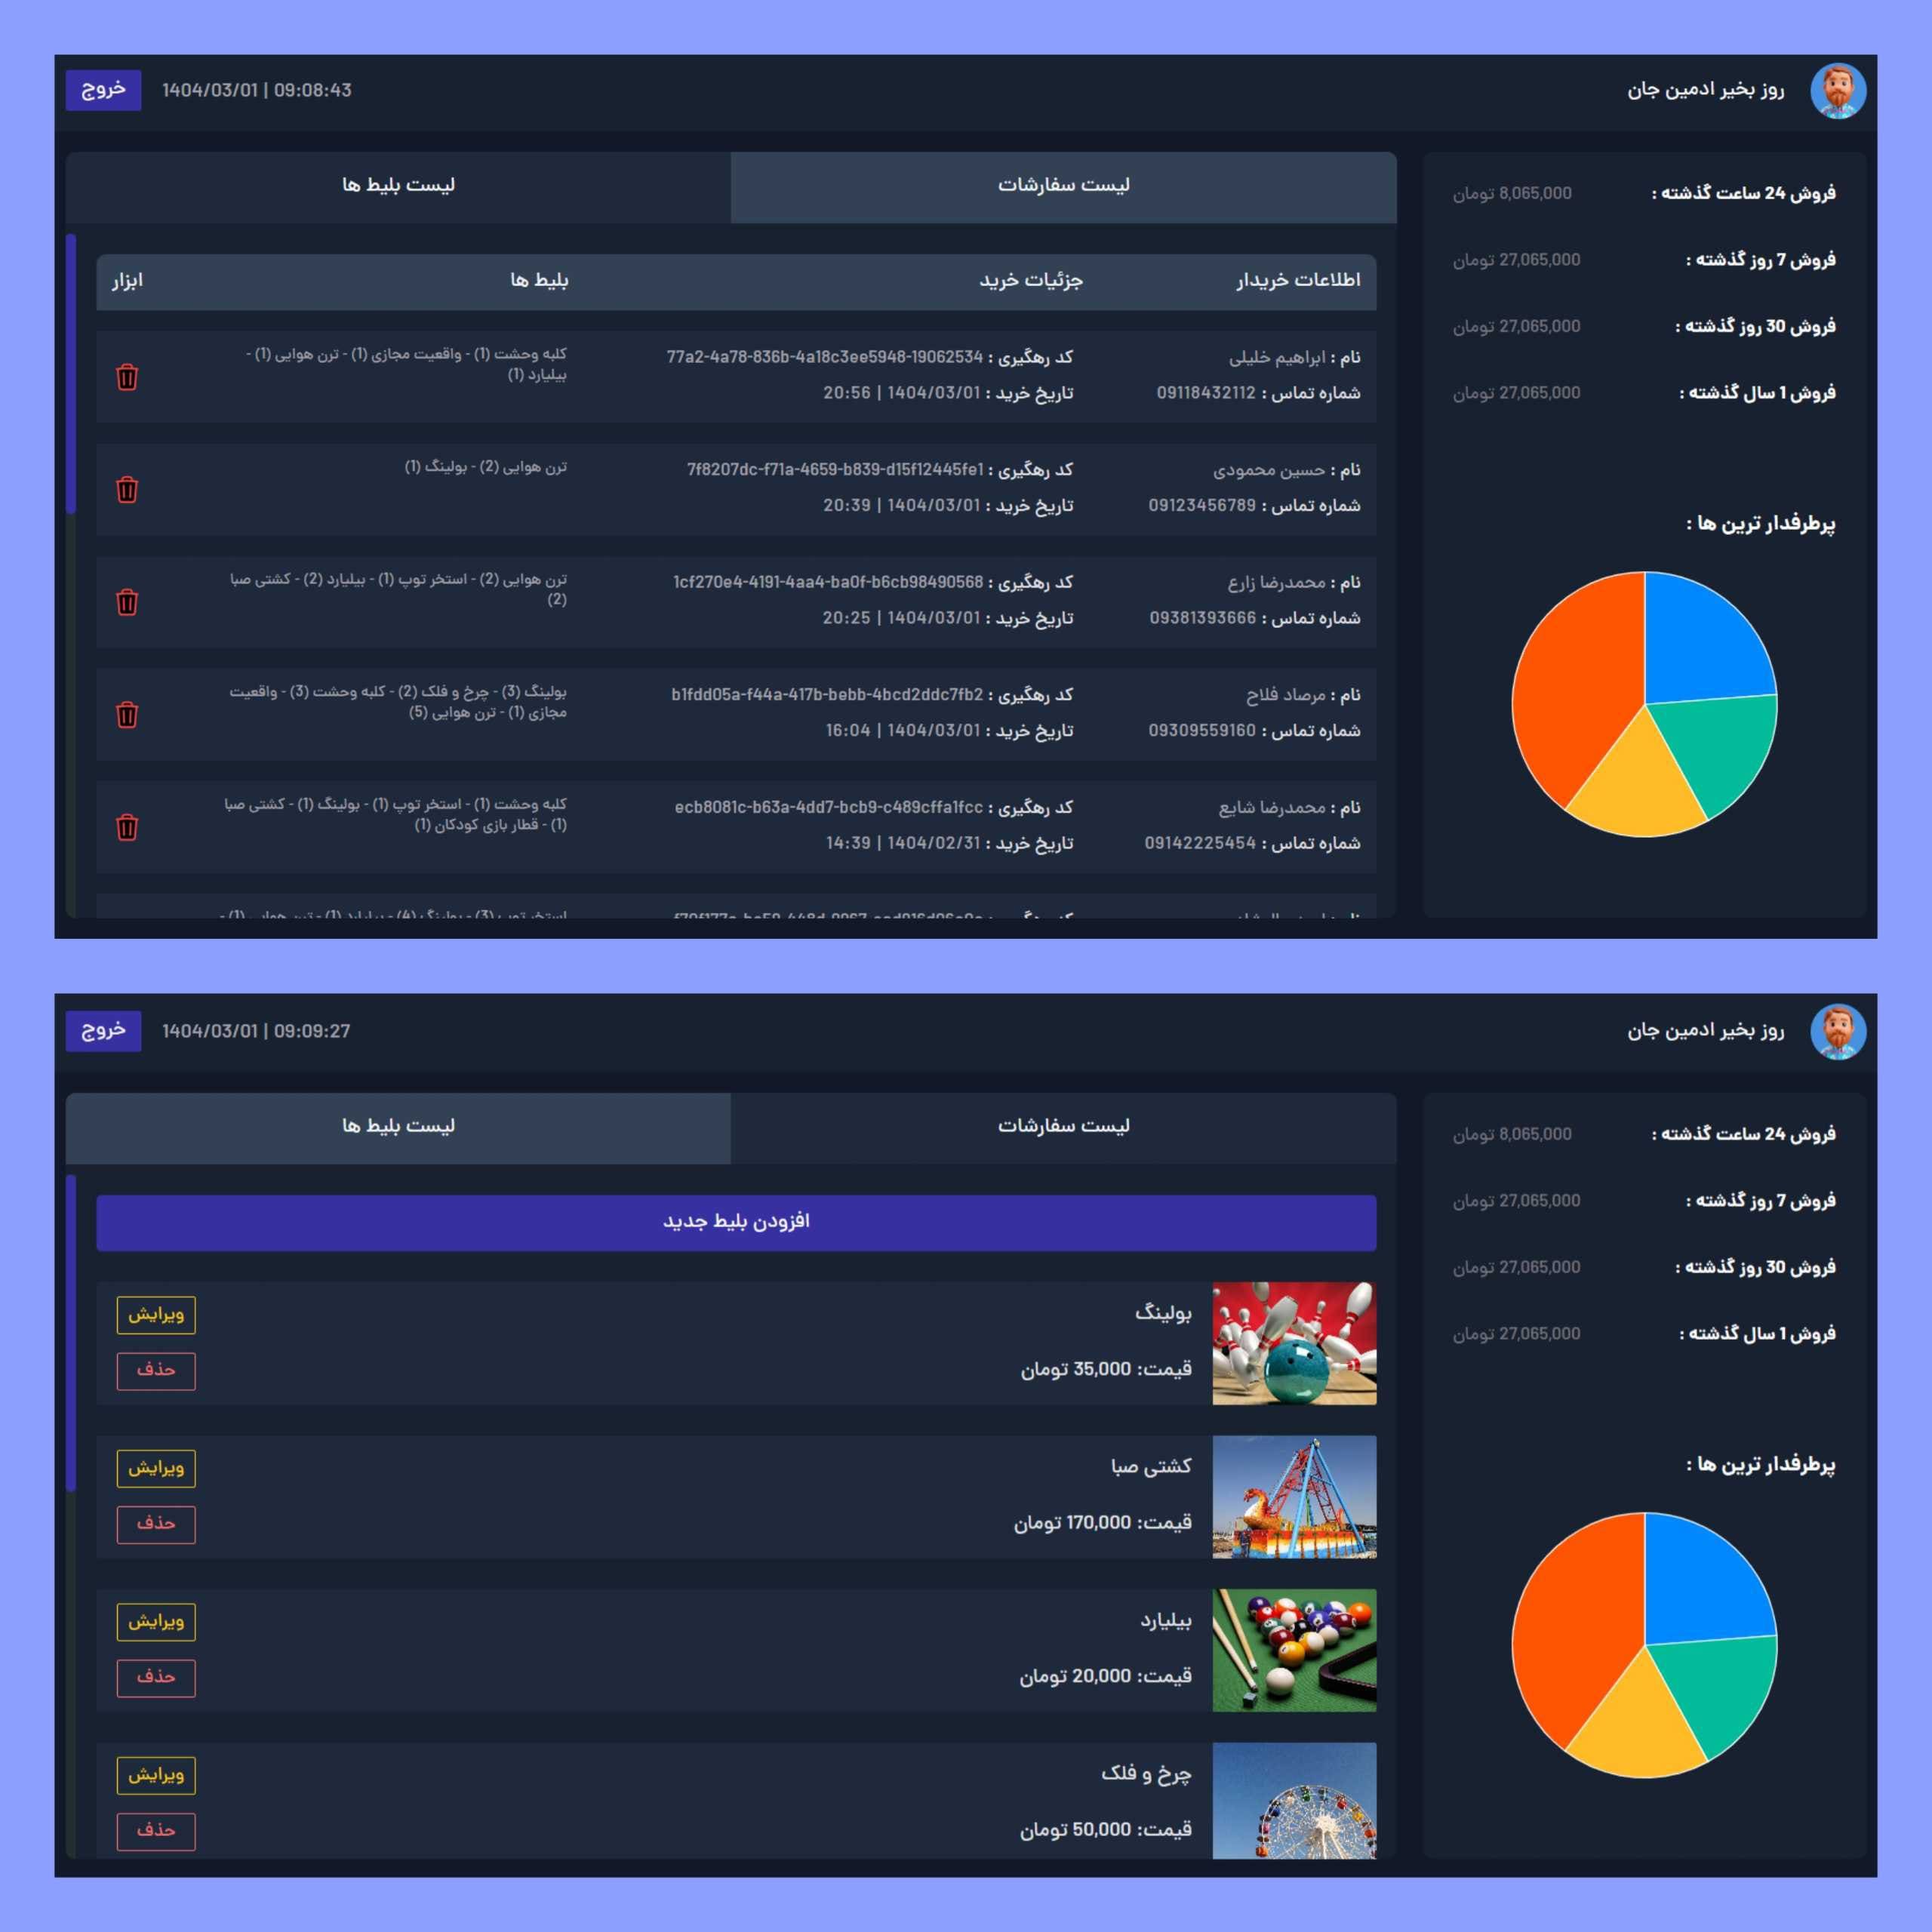 روز بخیر ادمین جان
1404/03/01 | 09:08:43
خروج
فروش 24 ساعت گذشته : 8,065,000 تومان
فروش 7 روز گذشته : 27,065,000 تومان
فروش 30 روز گذشته : 27,065,000 تومان
فروش 1 سال گذشته : 27,065,000 تومان
پرطرفدار ترین ها :
لیست سفارشات
لیست بلیط ها
اطلاعات خریدار
جزئیات خرید
بلیط ها
ابزار
نام : ابراهیم خلیلی
شماره تماس : 09118432112
کد رهگیری : 77a2-4a78-836b-4a18c3ee5948-19062534
تاریخ خرید : 1404/03/01 | 20:56
کلبه وحشت (1) - واقعیت مجازی (1) - ترن هوایی (1) -
بیلیارد (1)
نام : حسین محمودی
شماره تماس : 09123456789
کد رهگیری : 7f8207dc-f71a-4659-b839-d15f12445fe1
تاریخ خرید : 1404/03/01 | 20:39
ترن هوایی (2) - بولینگ (1)
نام : محمدرضا زارع
شماره تماس : 09381393666
کد رهگیری : 1cf270e4-4191-4aa4-ba0f-b6cb98490568
تاریخ خرید : 1404/03/01 | 20:25
ترن هوایی (2) - استخر توپ (1) - بیلیارد (2) - کشتی صبا
(2)
نام : مرصاد فلاح
شماره تماس : 09309559160
کد رهگیری : b1fdd05a-f44a-417b-bebb-4bcd2ddc7fb2
تاریخ خرید : 1404/03/01 | 16:04
بولینگ (3) - چرخ و فلک (2) - کلبه وحشت (3) - واقعیت
مجازی (1) - ترن هوایی (5)
نام : محمدرضا شایع
شماره تماس : 09142225454
کد رهگیری : ecb8081c-b63a-4dd7-bcb9-c489cffa1fcc
تاریخ خرید : 1404/02/31 | 14:39
کلبه وحشت (1) - استخر توپ (1) - بولینگ (1) - کشتی صبا
(1) - قطار بازی کودکان (1)
استخر توپ (3) - بولینگ (4) - بیلیارد (1) - ترن هوایی (1) -
روز بخیر ادمین جان
1404/03/01 | 09:09:27
خروج
فروش 24 ساعت گذشته : 8,065,000 تومان
فروش 7 روز گذشته : 27,065,000 تومان
فروش 30 روز گذشته : 27,065,000 تومان
فروش 1 سال گذشته : 27,065,000 تومان
پرطرفدار ترین ها :
لیست سفارشات
لیست بلیط ها
افزودن بلیط جدید
بولینگ
قیمت: 35,000 تومان
ویرایش
حذف
کشتی صبا
قیمت: 170,000 تومان
ویرایش
حذف
بیلیارد
قیمت: 20,000 تومان
ویرایش
حذف
چرخ و فلک
قیمت: 50,000 تومان
ویرایش
حذف